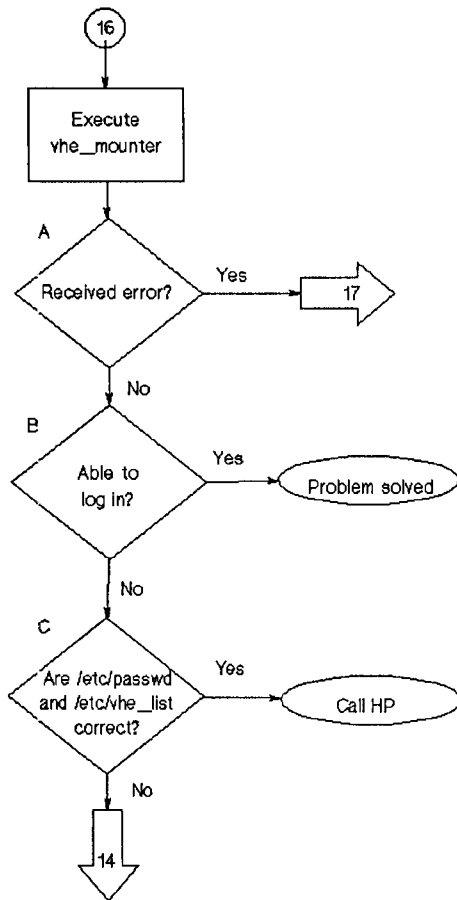 16
Execute
vhe_mounter
A
Received error?
Yes
17
No
B
Able to
log in?
Yes
Problem solved
No
C
Are /etc/passwd
and /etc/vhe_list
correct?
Yes
Call HP
No
14